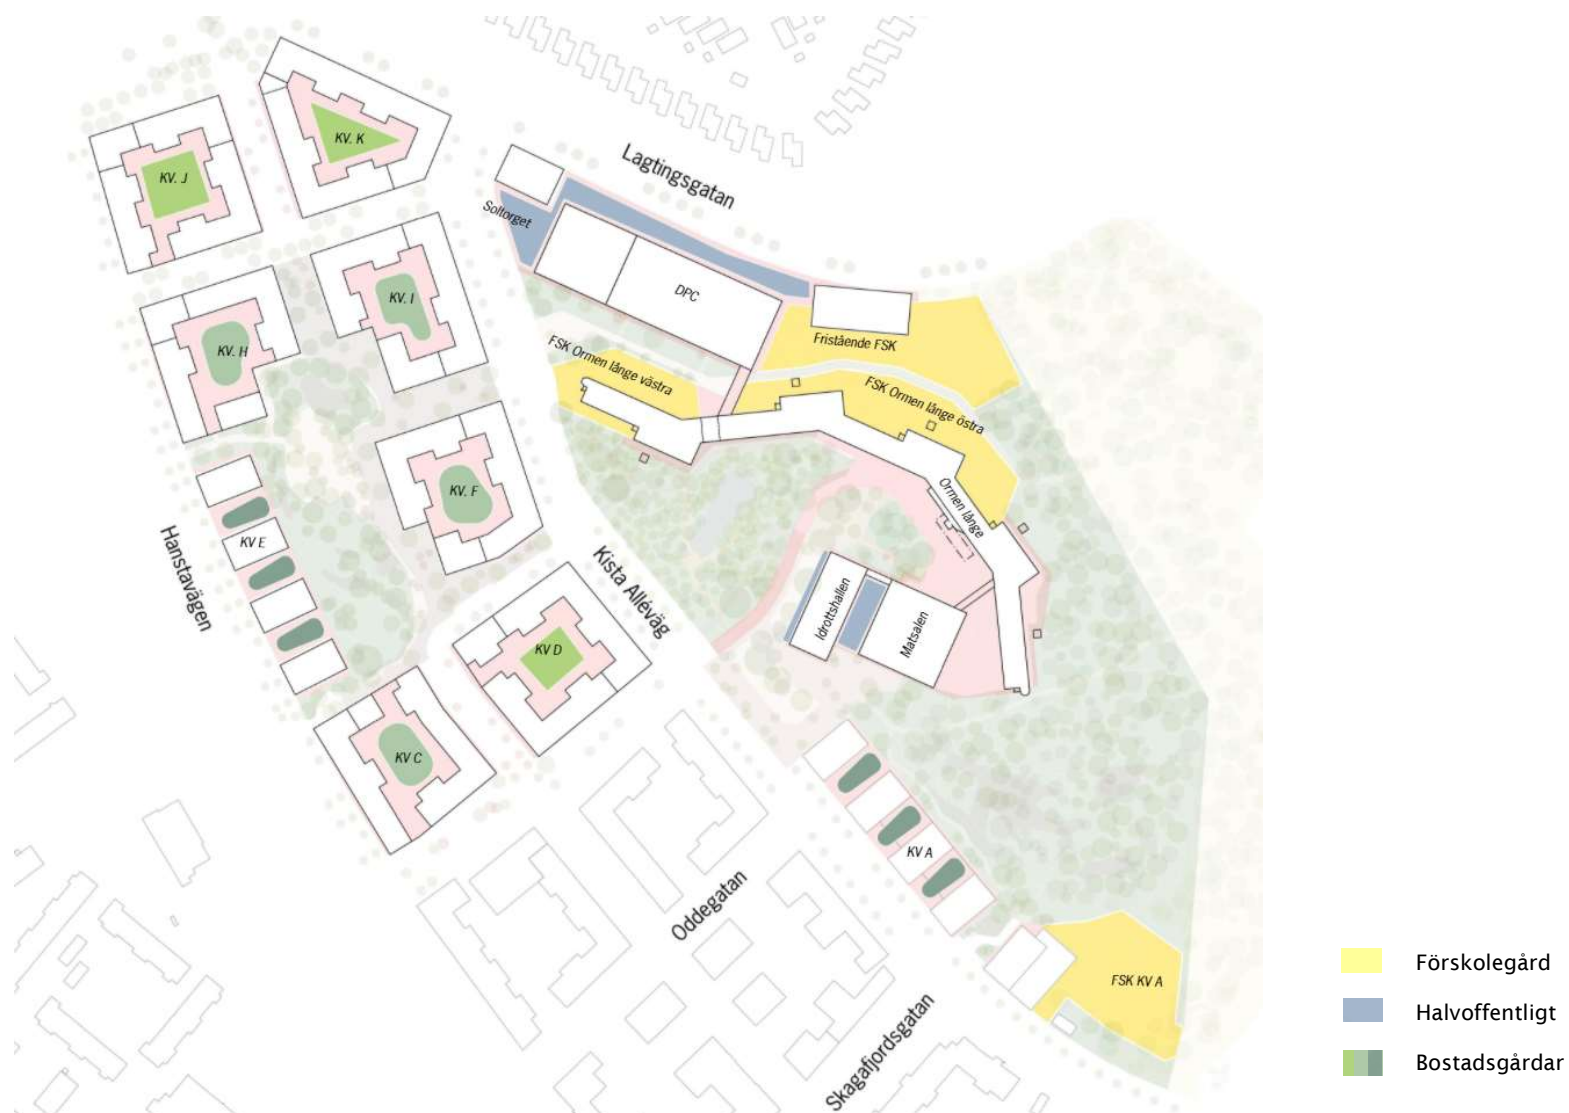 KV. K
KV. J
Lagtingsgatan
Soltorget
DPC
KV. I
KV. H
Fristående FSK
FSK Ormen långe västra
FSK Ormen långe östra
KV. F
Ormen långe
Hanstavägen
KV E
Kista Alléväg
Idrottshallen
Matsalen
KV D
KV C
KV A
Oddegatan
FSK KV A
Skagafjordsgatan
Förskolegård
Halvoffentligt
Bostadsgårdar